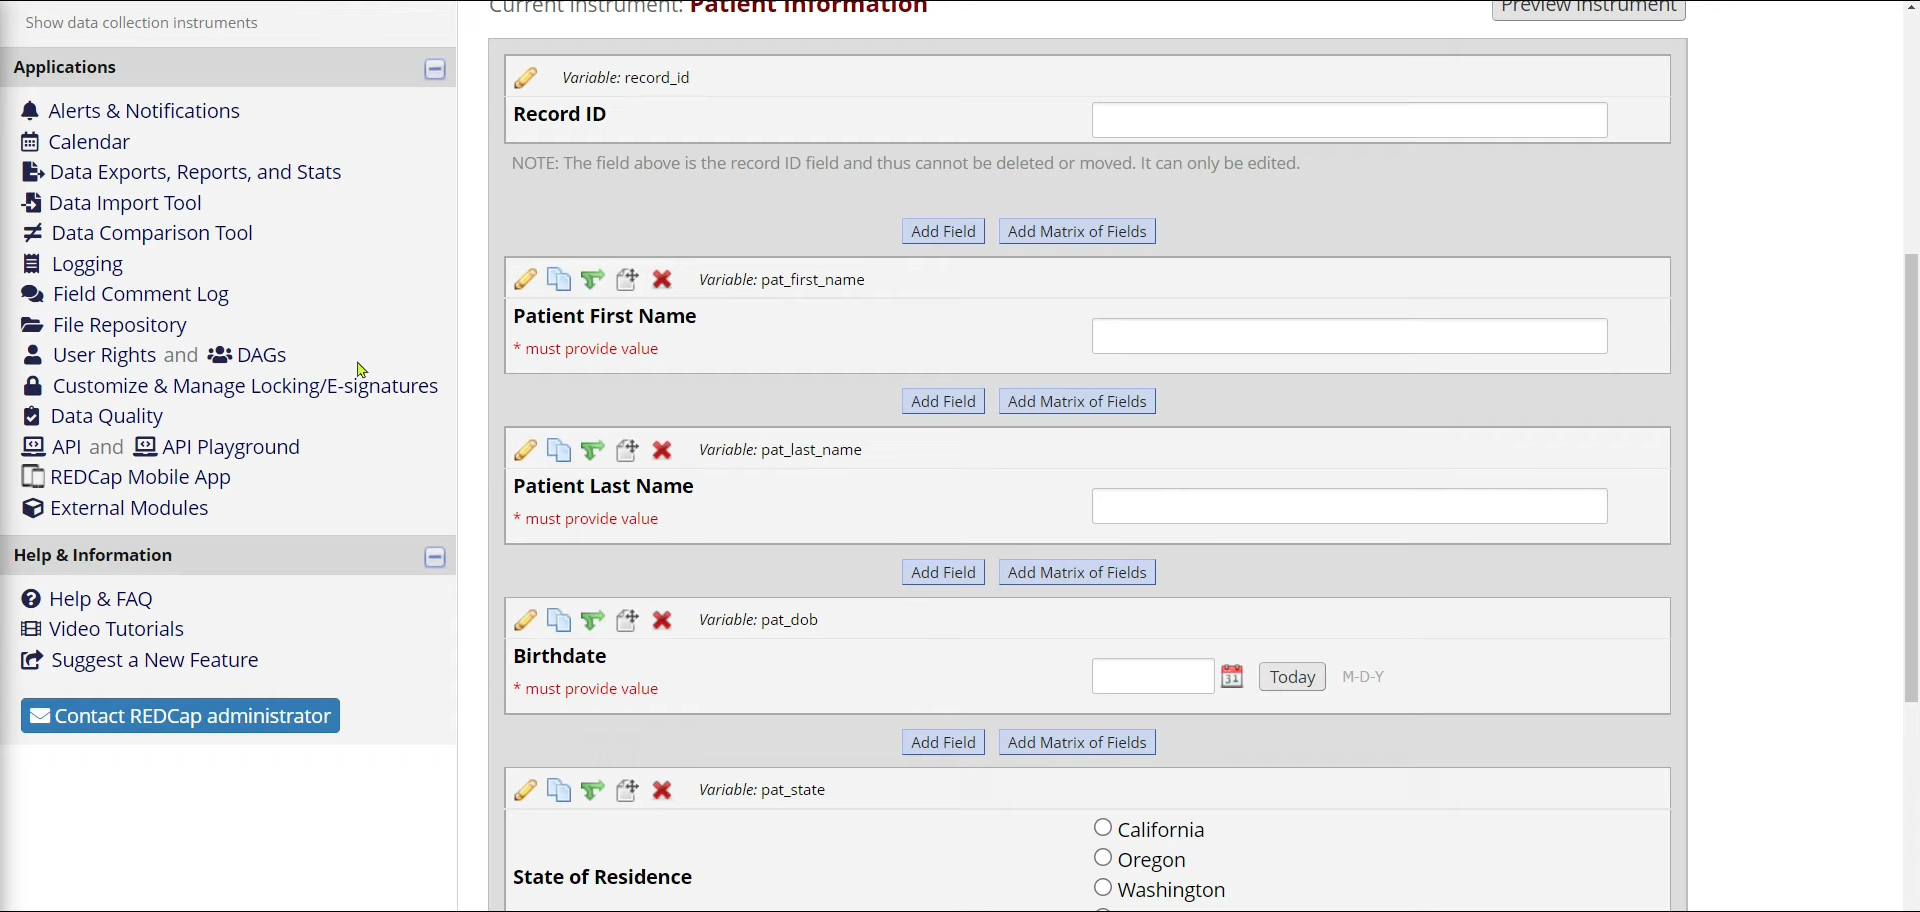 Show data collection instruments
Applications
Alerts & Notifications
Calendar
Data Exports, Reports, and Stats
Data Import Tool
Data Comparison Tool
Logging
Field Comment Log
File Repository
User Rights and DAGs
Customize & Manage Locking/E-signatures
Data Quality
API and API Playground
REDCap Mobile App
External Modules
Help & Information
Help & FAQ
Video Tutorials
Suggest a New Feature
Contact REDCap administrator
Current instrument: Patient Information
Preview Instrument
Variable: record_id
Record ID
NOTE: The field above is the record ID field and thus cannot be deleted or moved. It can only be edited.
Add Field Add Matrix of Fields
Variable: pat_first_name
Patient First Name
* must provide value
Add Field Add Matrix of Fields
Variable: pat_last_name
Patient Last Name
* must provide value
Add Field Add Matrix of Fields
Variable: pat_dob
Birthdate
* must provide value
31 Today M-D-Y
Add Field Add Matrix of Fields
Variable: pat_state
State of Residence
California
Oregon
Washington